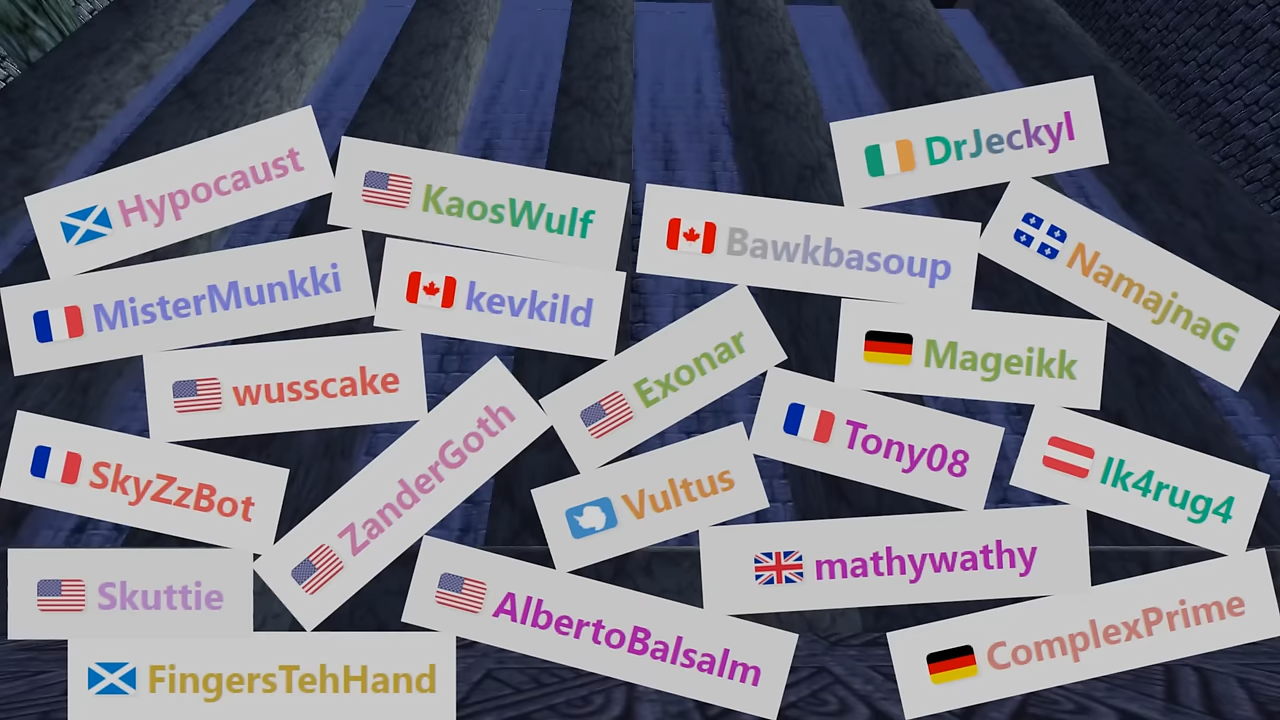 DrJeckyl
Hypocaust
KaosWulf
Bawkbasoup
NamajnaG
MisterMunkki
kevkild
Exonar
Mageikk
wusscake
ZanderGoth
Tony08
Ik4rug4
SkyZzBot
Vultus
mathywathy
Skuttie
AlbertoBalsalm
ComplexPrime
FingersTehHand